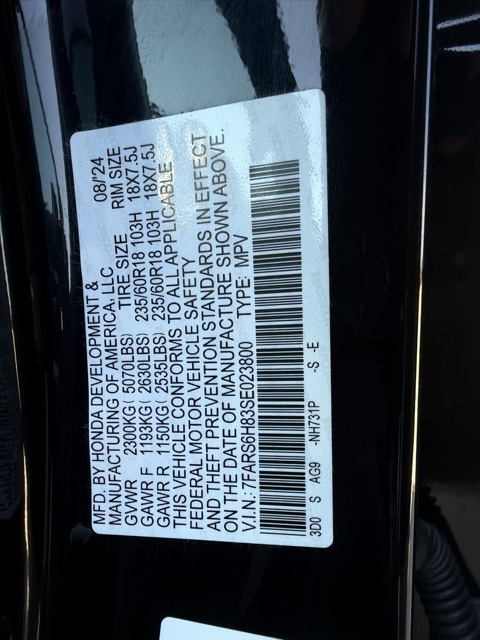 MFD. BY HONDA DEVELOPMENT & 08/'24
MANUFACTURING OF AMERICA, LLC
GVWR 2300KG( 5070LBS) TIRE SIZE RIM SIZE
GAWR F 1193KG( 2630LBS) 235/60R18 103H 18X7.5J
GAWR R 1150KG( 2535LBS) 235/60R18 103H 18X7.5J
THIS VEHICLE CONFORMS TO ALL APPLICABLE
FEDERAL MOTOR VEHICLE SAFETY
AND THEFT PREVENTION STANDARDS IN EFFECT
ON THE DATE OF MANUFACTURE SHOWN ABOVE.
V.I.N.: 7FARS6H83SE023800 TYPE: MPV
3D0 S AG9 -NH731P -S -E